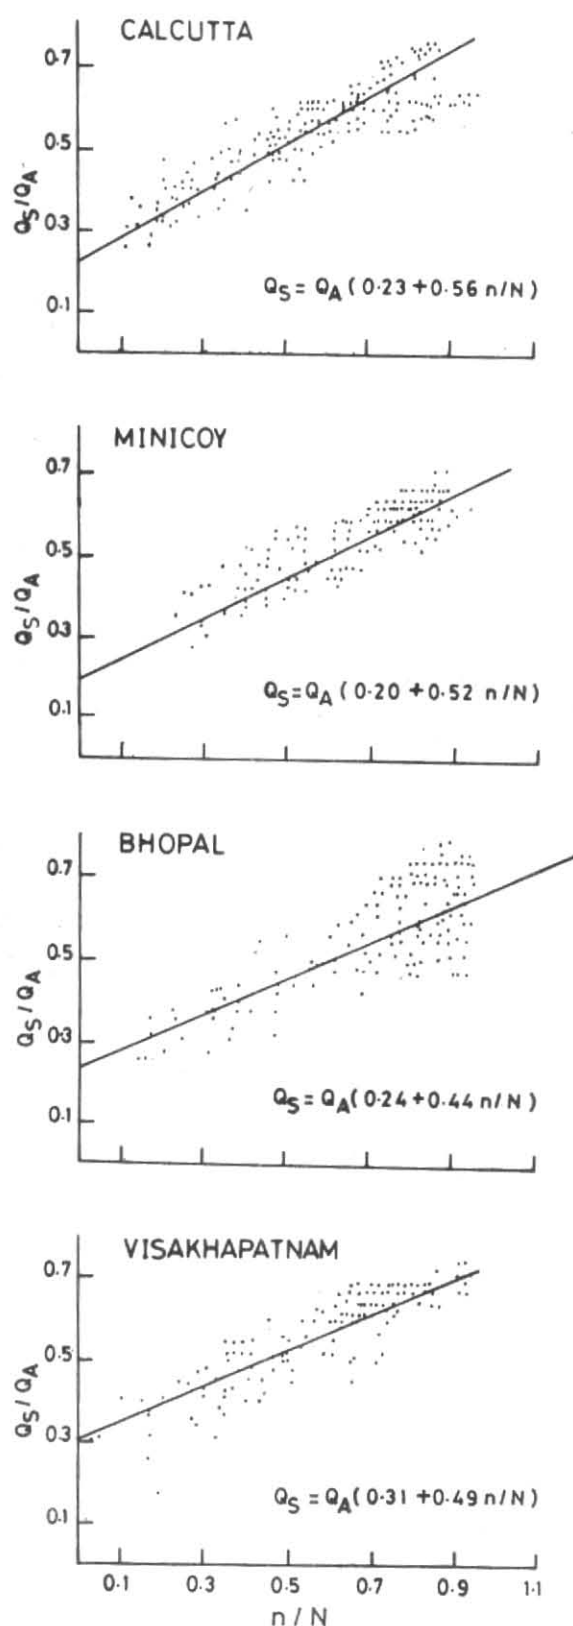 CALCUTTA
0.7
0.5
0.3
0.1
QS/QA
QS = QA (0.23 + 0.56 n/N)
MINICOY
0.7
0.5
0.3
0.1
QS/QA
QS = QA (0.20 + 0.52 n/N)
BHOPAL
0.7
0.5
0.3
0.1
QS/QA
QS = QA (0.24 + 0.44 n/N)
VISAKHAPATNAM
0.7
0.5
0.3
0.1
QS/QA
QS = QA (0.31 + 0.49 n/N)
0.1 0.3 0.5 0.7 0.9 1.1
n/N